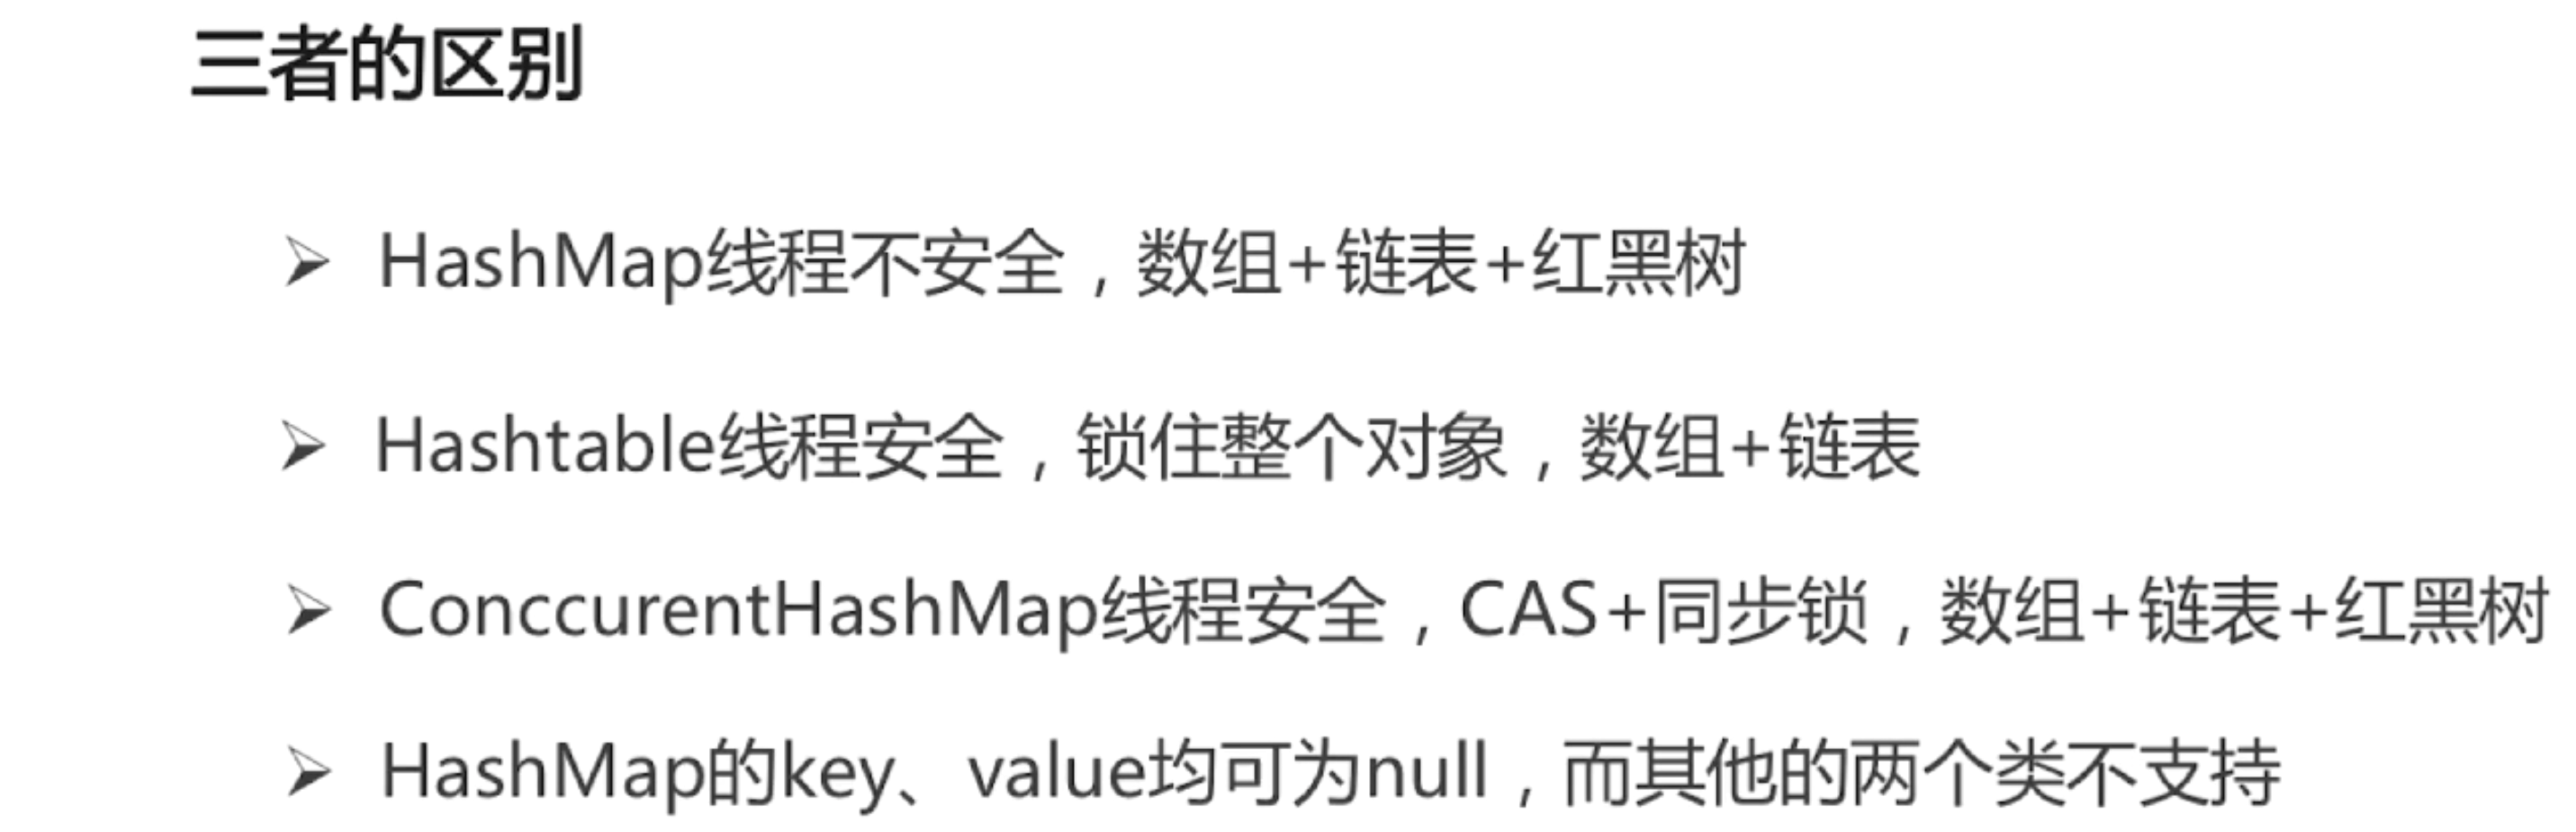 三者的区别
➢ HashMap线程不安全，数组+链表+红黑树
➢ Hashtable线程安全，锁住整个对象，数组+链表
➢ ConccurentHashMap线程安全，CAS+同步锁，数组+链表+红黑树
➢ HashMap的key、value均可为null，而其他的两个类不支持